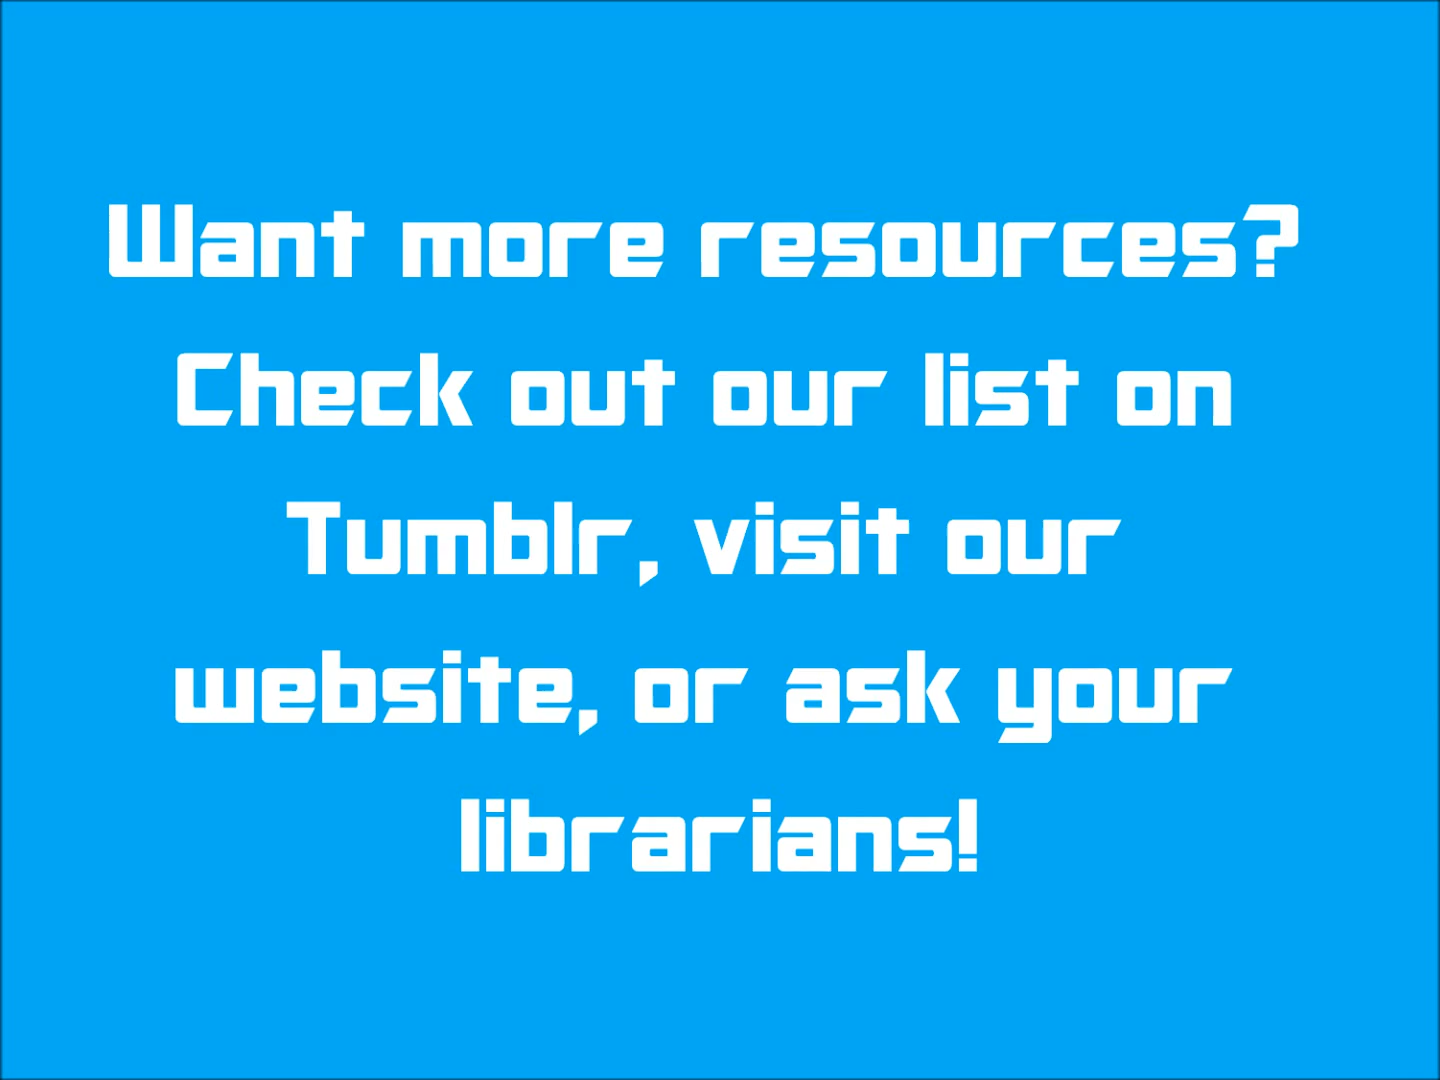 Want more resources?
Check out our list on
Tumblr, visit our
website, or ask your
librarians!